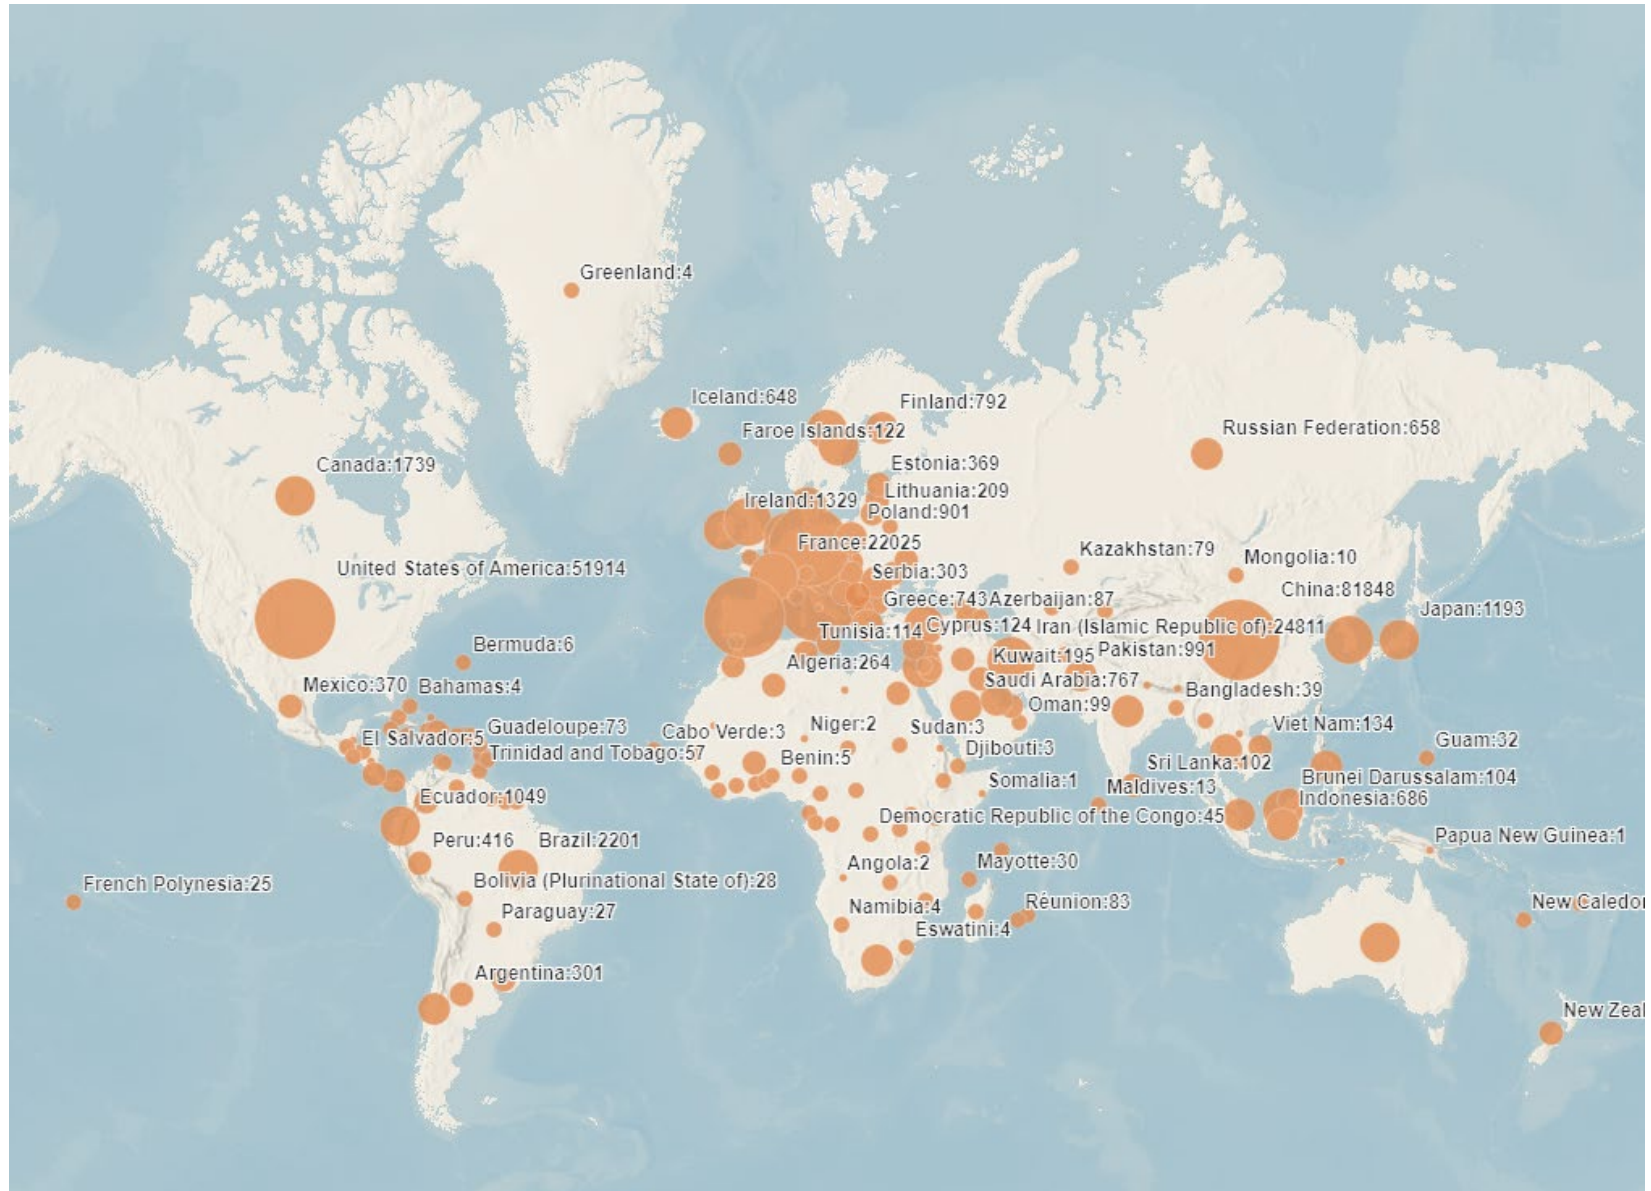 Greenland:4
Iceland:648
Finland:792
Faroe Islands:122
Russian Federation:658
Canada:1739
Estonia:369
Lithuania:209
Ireland:1329
Poland:901
France:22025
Kazakhstan:79
Mongolia:10
United States of America:51914
Serbia:303
China:81848
Greece:743
Azerbaijan:87
Japan:1193
Tunisia:114
Cyprus:124
Iran (Islamic Republic of):24811
Bermuda:6
Algeria:264
Kuwait:195
Pakistan:991
Mexico:370
Bahamas:4
Saudi Arabia:767
Bangladesh:39
Oman:99
Guadeloupe:73
El Salvador:5
Cabo Verde:3
Niger:2
Sudan:3
Viet Nam:134
Guam:32
Trinidad and Tobago:57
Benin:5
Djibouti:3
Sri Lanka:102
Somalia:1
Maldives:13
Brunei Darussalam:104
Ecuador:1049
Indonesia:686
Democratic Republic of the Congo:45
Peru:416
Brazil:2201
Papua New Guinea:1
Angola:2
Mayotte:30
French Polynesia:25
Bolivia (Plurinational State of):28
Réunion:83
New Caledor
Paraguay:27
Namibia:4
Eswatini:4
Argentina:301
New Zeal